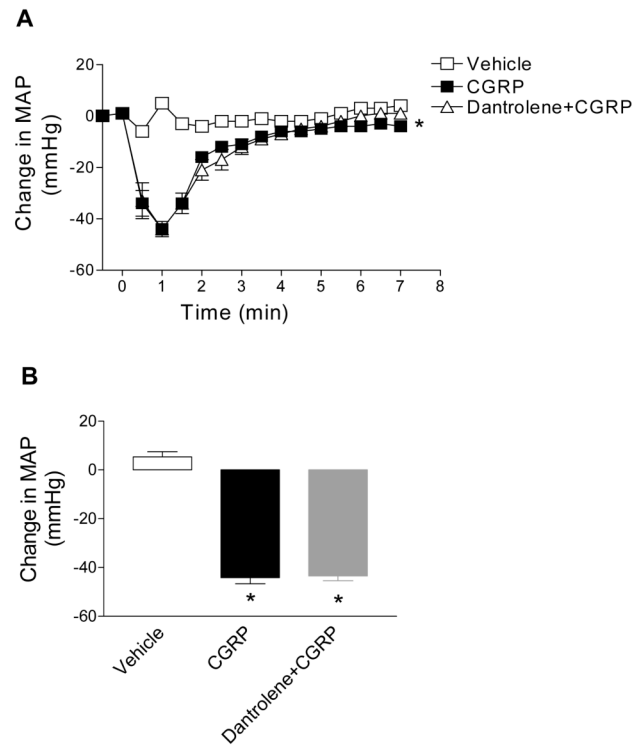 A
Change in MAP
(mmHg)
20
0
-20
-40
-60
0 1 2 3 4 5 6 7 8
Time (min)
Vehicle
CGRP
Dantrolene+CGRP
*
B
Change in MAP
(mmHg)
20
0
-20
-40
-60
* *
Vehicle
CGRP
Dantrolene+CGRP